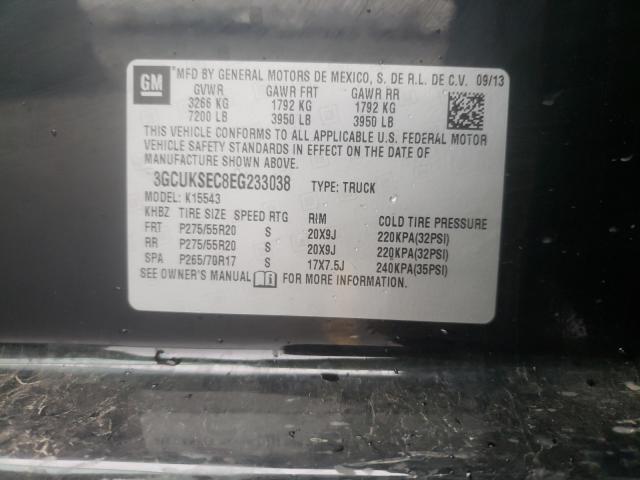 GM
MFD BY GENERAL MOTORS DE MEXICO, S. DE R.L. DE C.V. 09/13
GVWR GAWR FRT GAWR RR
3266 KG 1792 KG 1792 KG
7200 LB 3950 LB 3950 LB
THIS VEHICLE CONFORMS TO ALL APPLICABLE U.S. FEDERAL MOTOR
VEHICLE SAFETY STANDARDS IN EFFECT ON THE DATE OF
MANUFACTURE SHOWN ABOVE.
3GCUKSEC8EG233038 TYPE: TRUCK
MODEL: K15543
KHBZ TIRE SIZE SPEED RTG RIM COLD TIRE PRESSURE
FRT P275/55R20 S 20X9J 220KPA(32PSI)
RR P275/55R20 S 20X9J 220KPA(32PSI)
SPA P265/70R17 S 17X7.5J 240KPA(35PSI)
SEE OWNER'S MANUAL FOR MORE INFORMATION.